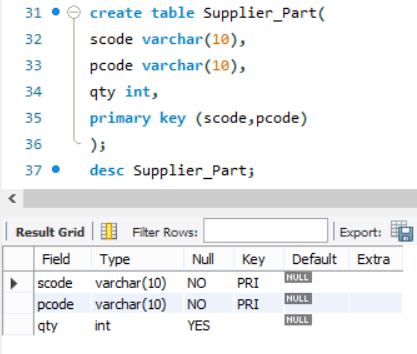 31 create table Supplier_Part(
32 scode varchar(10),
33 pcode varchar(10),
34 qty int,
35 primary key (scode,pcode)
36 );
37 desc Supplier_Part;
Result Grid Filter Rows: Export:
Field Type Null Key Default Extra
scode varchar(10) NO PRI NULL
pcode varchar(10) NO PRI NULL
qty int YES NULL